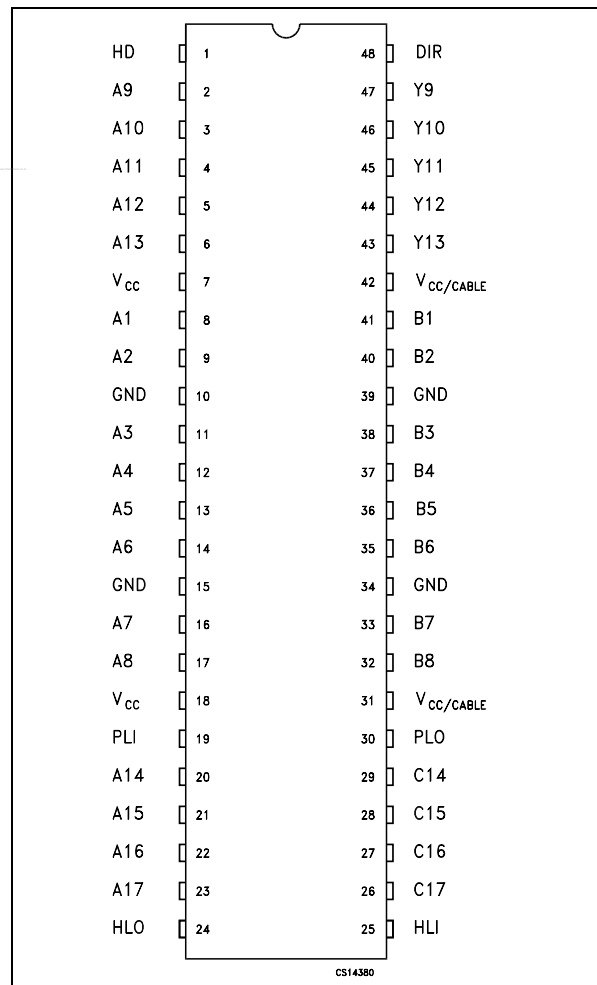 HD 1 48 DIR
A9 2 47 Y9
A10 3 46 Y10
A11 4 45 Y11
A12 5 44 Y12
A13 6 43 Y13
VCC 7 42 VCC/CABLE
A1 8 41 B1
A2 9 40 B2
GND 10 39 GND
A3 11 38 B3
A4 12 37 B4
A5 13 36 B5
A6 14 35 B6
GND 15 34 GND
A7 16 33 B7
A8 17 32 B8
VCC 18 31 VCC/CABLE
PLI 19 30 PLO
A14 20 29 C14
A15 21 28 C15
A16 22 27 C16
A17 23 26 C17
HLO 24 25 HLI
CS14380